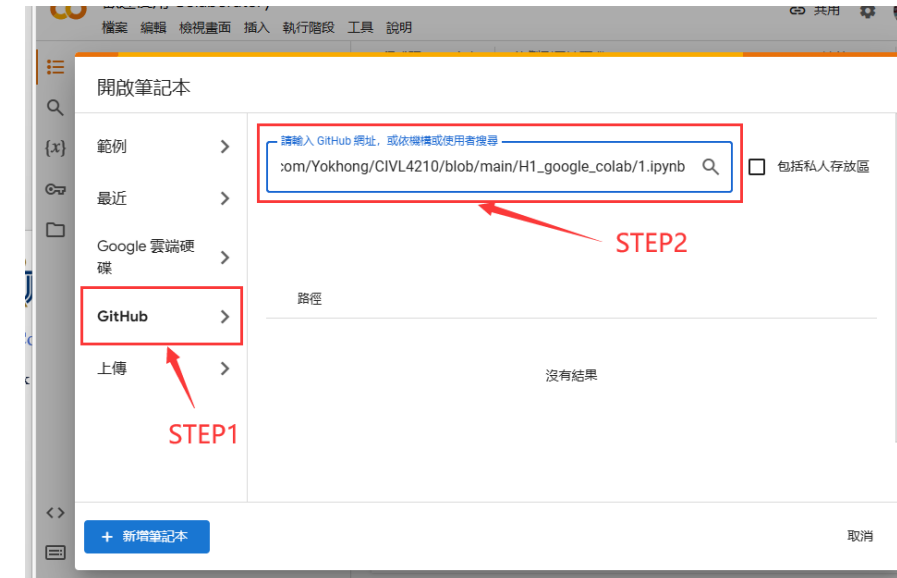 共用
檔案 編輯 檢視畫面 插入 執行階段 工具 說明
開啟筆記本
範例
最近
Google 雲端硬
碟
GitHub
上傳
STEP1
請輸入 GitHub 網址，或依機構或使用者搜尋
:om/Yokhong/CIVL4210/blob/main/H1_google_colab/1.ipynb
包括私人存放區
STEP2
路徑
沒有結果
{x}
+ 新增筆記本
取消